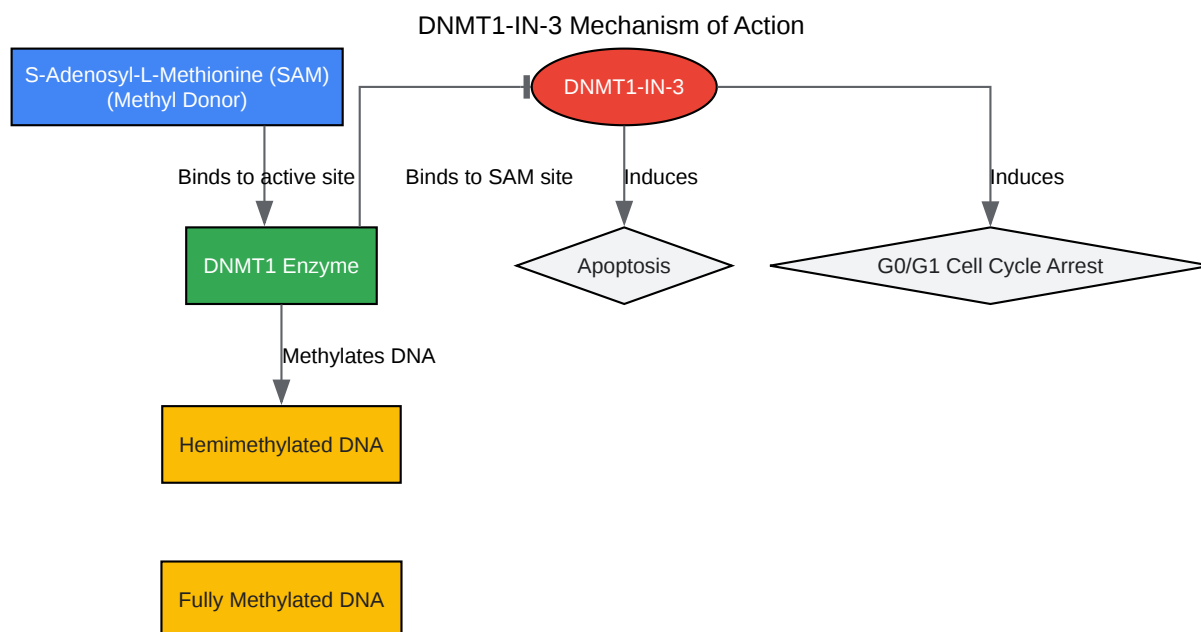 DNMT1-IN-3 Mechanism of Action
S-Adenosyl-L-Methionine (SAM)
(Methyl Donor)
DNMT1-IN-3
Binds to active site
Binds to SAM site
Induces
Induces
DNMT1 Enzyme
Apoptosis
G0/G1 Cell Cycle Arrest
Methylates DNA
Hemimethylated DNA
Fully Methylated DNA